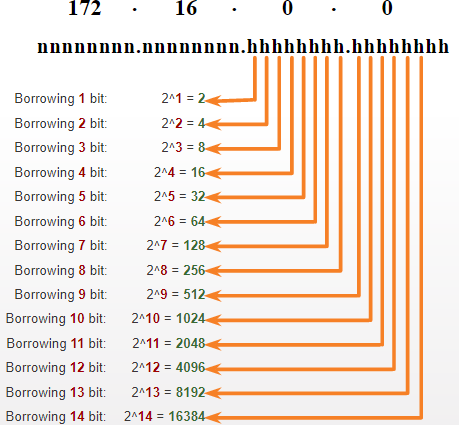 172 . 16 . 0 . 0
nnnnnnnn.nnnnnnnn.hhhhhhhh.hhhhhhhh
Borrowing 1 bit: 2^1 = 2
Borrowing 2 bit: 2^2 = 4
Borrowing 3 bit: 2^3 = 8
Borrowing 4 bit: 2^4 = 16
Borrowing 5 bit: 2^5 = 32
Borrowing 6 bit: 2^6 = 64
Borrowing 7 bit: 2^7 = 128
Borrowing 8 bit: 2^8 = 256
Borrowing 9 bit: 2^9 = 512
Borrowing 10 bit: 2^10 = 1024
Borrowing 11 bit: 2^11 = 2048
Borrowing 12 bit: 2^12 = 4096
Borrowing 13 bit: 2^13 = 8192
Borrowing 14 bit: 2^14 = 16384